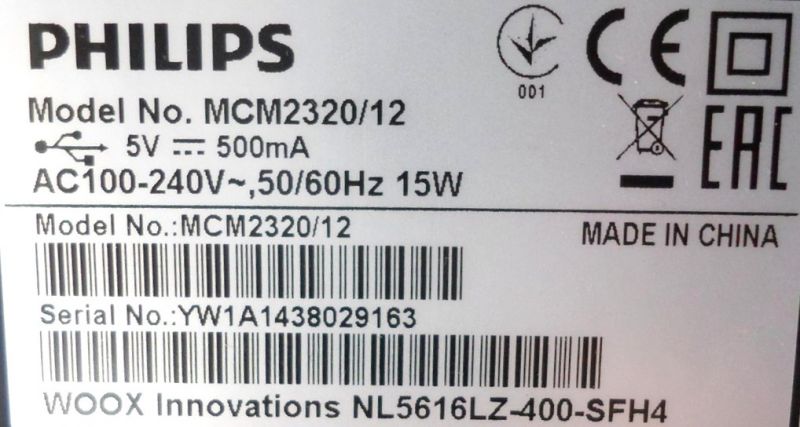 PHILIPS
001
CE
EAC
Model No. MCM2320/12
5V ⎓ 500mA
AC100-240V~,50/60Hz 15W
Model No.:MCM2320/12
MADE IN CHINA
Serial No.:YW1A1438029163
WOOX Innovations NL5616LZ-400-SFH4